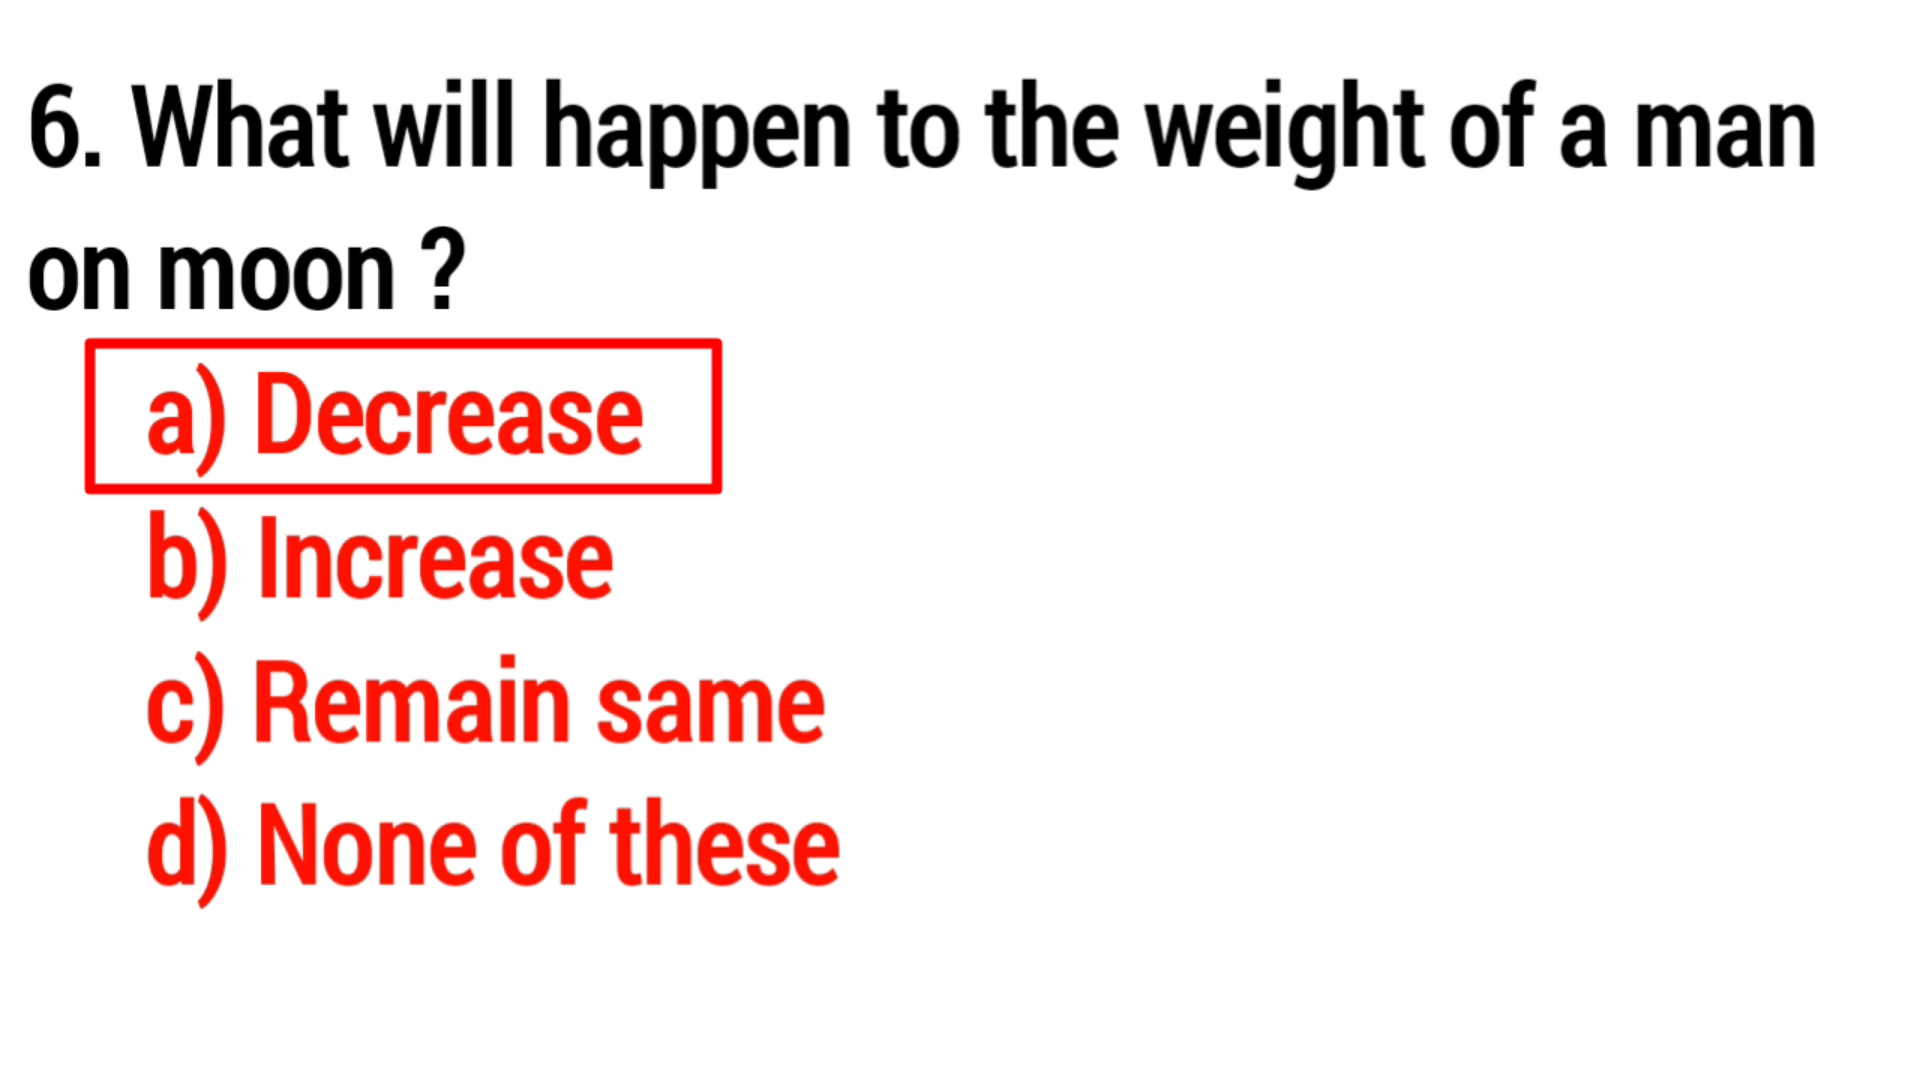 6. What will happen to the weight of a man
on moon ?
a) Decrease
b) Increase
c) Remain same
d) None of these